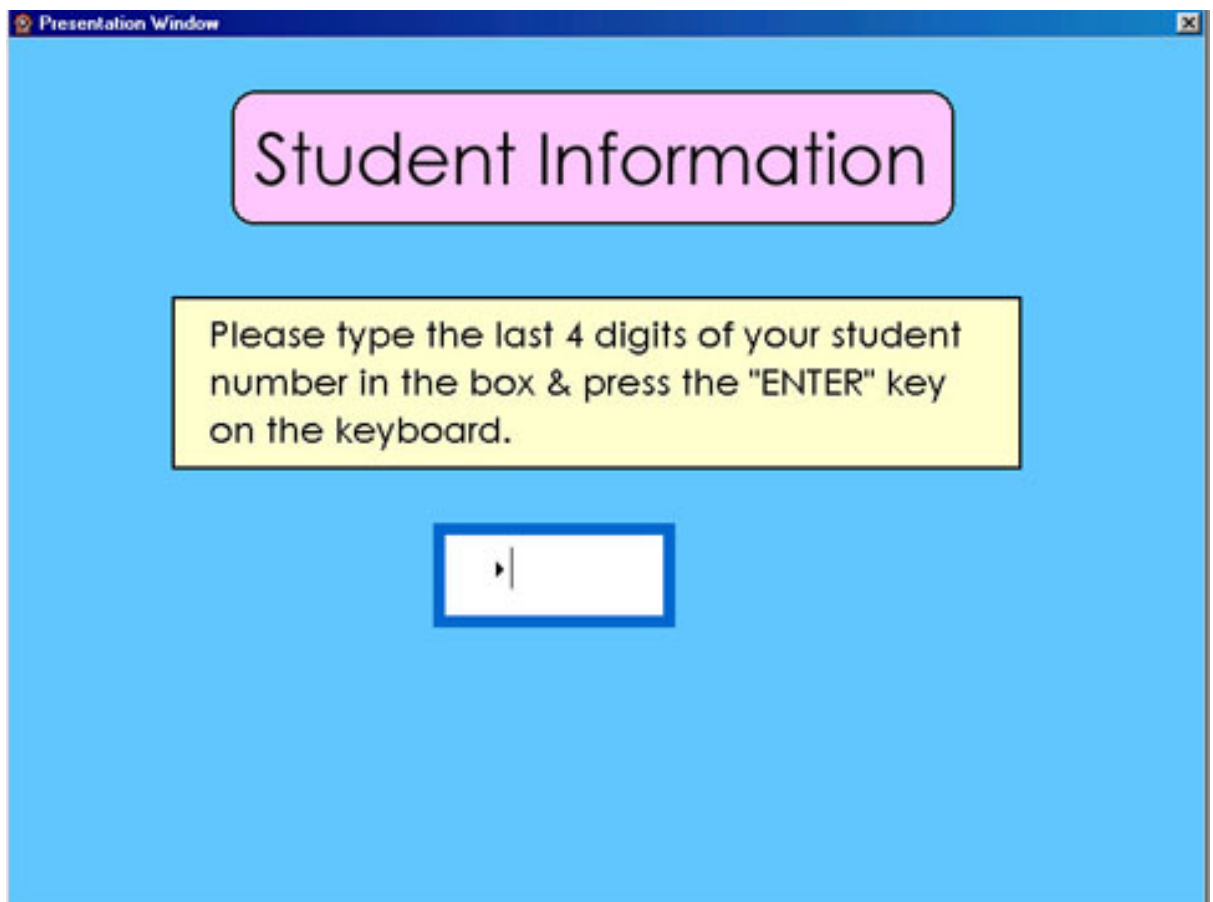 Presentation Window
Student Information
Please type the last 4 digits of your student
number in the box & press the "ENTER" key
on the keyboard.